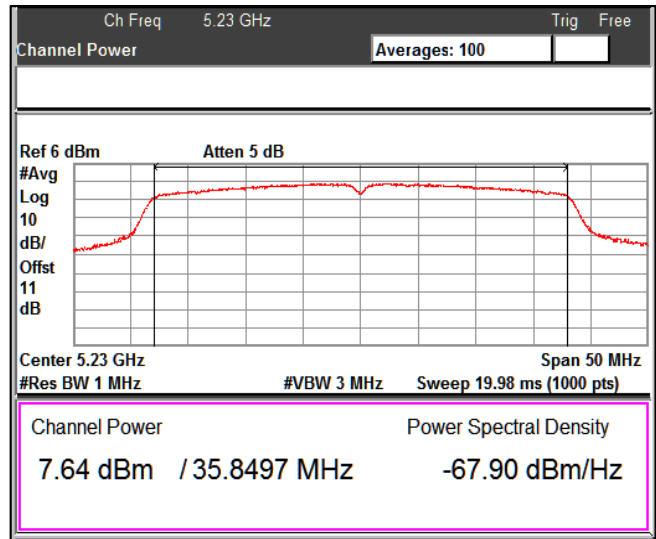 Ch Freq 5.23 GHz Trig Free
Channel Power Averages: 100
Ref 6 dBm Atten 5 dB
#Avg
Log
10
dB/
Offst
11
dB
Center 5.23 GHz Span 50 MHz
#Res BW 1 MHz #VBW 3 MHz Sweep 19.98 ms (1000 pts)
Channel Power Power Spectral Density
7.64 dBm / 35.8497 MHz -67.90 dBm/Hz